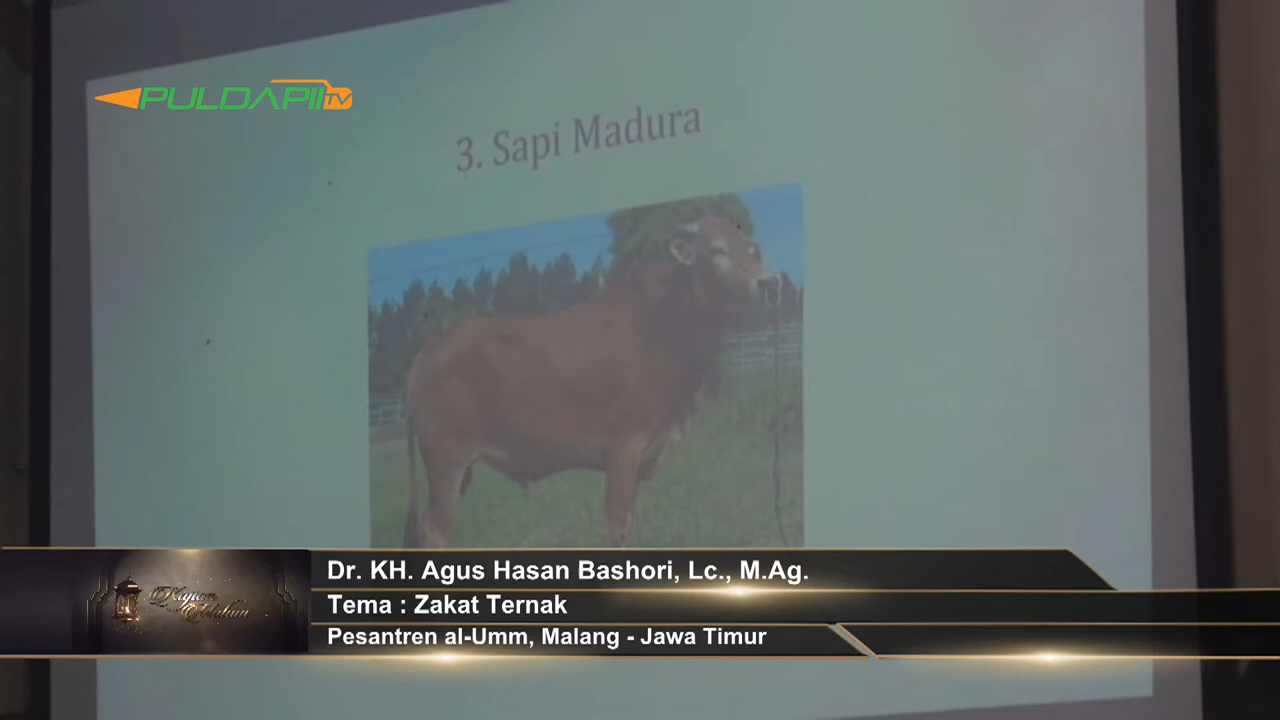 PULDAPII TV
3. Sapi Madura
Dr. KH. Agus Hasan Bashori, Lc., M.Ag.
Tema : Zakat Ternak
Pesantren al-Umm, Malang - Jawa Timur
Kajian